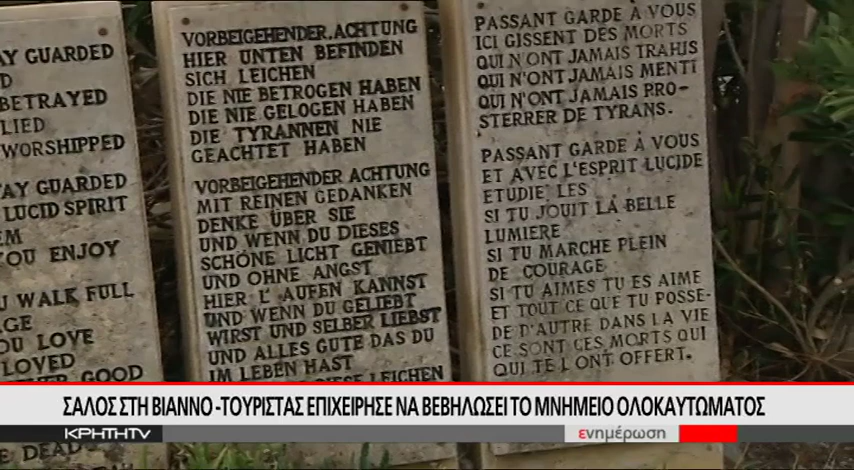 AY GUARDED
D
BETRAYED
LIED
WORSHIPPED
AY GUARDED
LUCID SPIRIT
EM
YOU ENJOY
U WALK FULL
AGE
OU LOVE
LOVED
GOOD
VORBEIGEHENDER.ACHTUNG
HIER UNTEN BEFINDEN
SICH LEICHEN
DIE NIE BETROGEN HABEN
DIE NIE GELOGEN HABEN
DIE TYRANNEN NIE
GEACHTET HABEN
VORBEIGEHENDER ACHTUNG
MIT REINEN GEDANKEN
DENKE ÜBER SIE
UND WENN DU DIESES
SCHÖNE LICHT GENIEBT
UND OHNE ANGST
HIER L'AUFEN KANNST
UND WENN DU GELIEBT
WIRST UND SELBER LIEBST
UND ALLES GUTE DAS DU
IM LEBEN HAST
DIESE LEICHEN
PASSANT GARDE À VOUS
ICI GISSENT DES MORTS
QUI N'ONT JAMAIS TRAHIS
QUI N'ONT JAMAIS MENTI
QUI N'ONT JAMAIS PRO-
STERRER DE TYRANS.
PASSANT GARDE À VOUS
ET AVEC L'ESPRIT LUCIDE
ETUDIE LES
SI TU JOUIT LA BELLE
LUMIERE
SI TU MARCHE PLEIN
DE COURAGE
SI TU AIMES TU ES AIME
ET TOUT CE QUE TU POSSE-
DE D'AUTRE DANS LA VIE
CE SONT CES MORTS QUI
QUI TE L'ONT OFFERT.
ΣΑΛΟΣ ΣΤΗ ΒΙΑΝΝΟ -ΤΟΥΡΙΣΤΑΣ ΕΠΙΧΕΙΡΗΣΕ ΝΑ ΒΕΒΗΛΩΣΕΙ ΤΟ ΜΝΗΜΕΙΟ ΟΛΟΚΑΥΤΩΜΑΤΟΣ
ΚΡΗΤΗTV
ενημέρωση